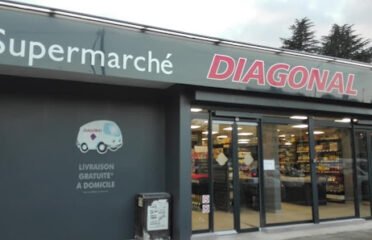 Supermarché DIAGONAL
LIVRAISON
GRATUITE*
A DOMICILE